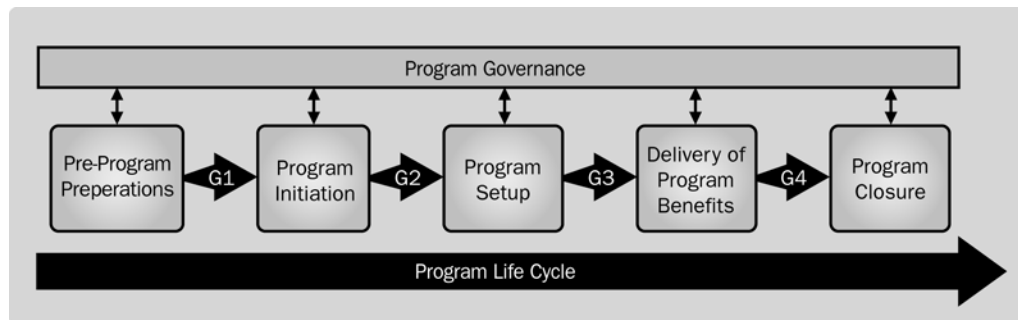 Program Governance
Pre-Program
Preperations
G1
Program
Initiation
G2
Program
Setup
G3
Delivery of
Program
Benefits
G4
Program
Closure
Program Life Cycle